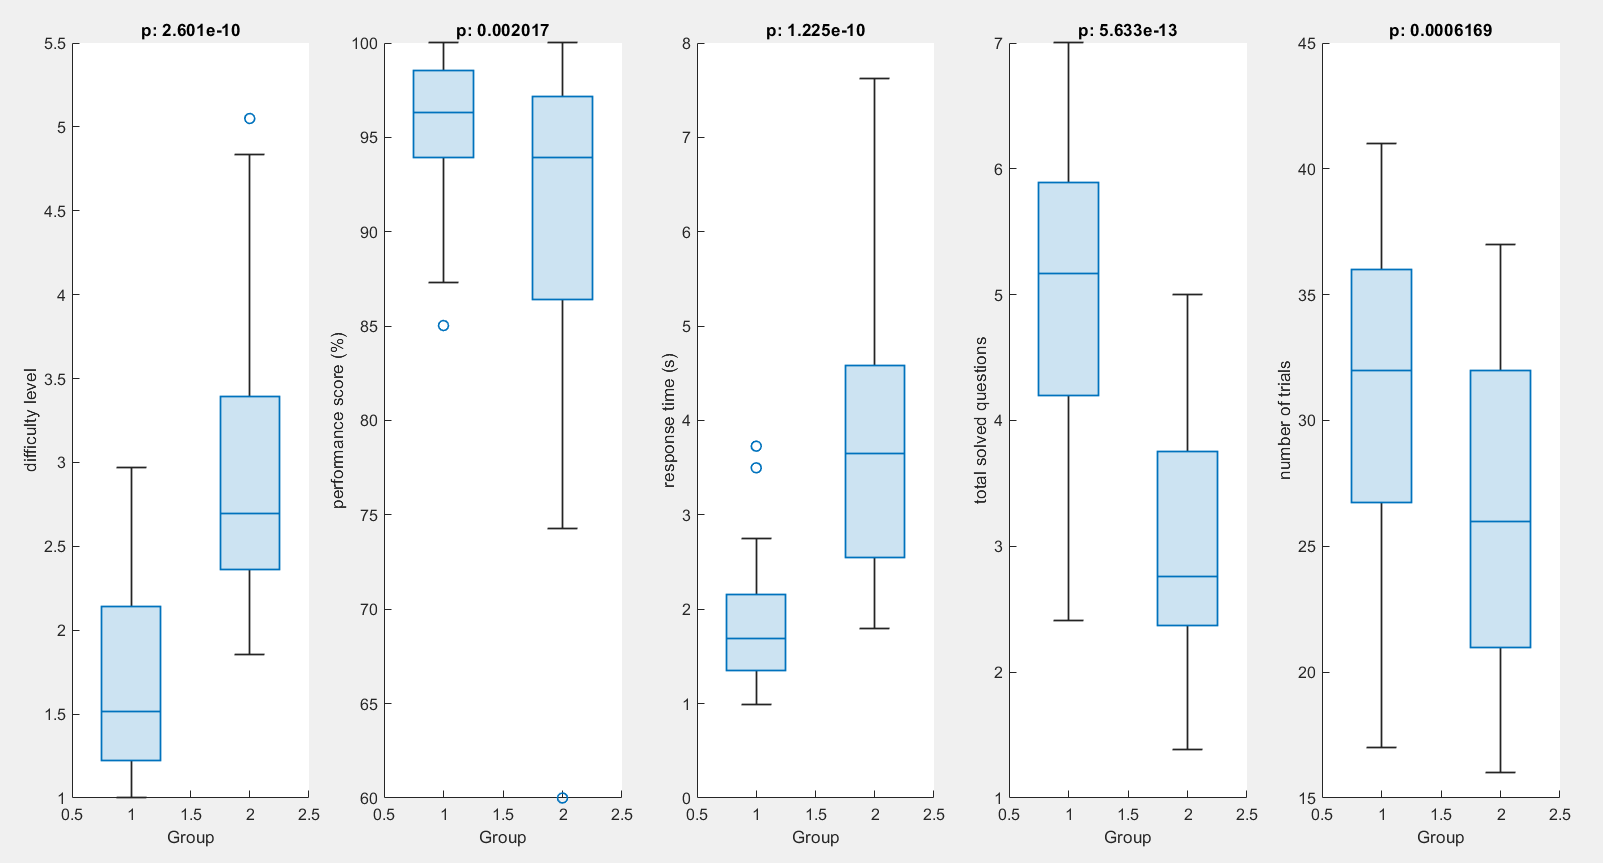 p: 2.601e-10
5.5
5
4.5
4
3.5
3
2.5
2
1.5
1
difficulty level
0.5 1 1.5 2 2.5
Group
p: 0.002017
100
95
90
85
80
75
70
65
60
performance score (%)
0.5 1 1.5 2 2.5
Group
p: 1.225e-10
8
7
6
5
4
3
2
1
0
response time (s)
0.5 1 1.5 2 2.5
Group
p: 5.633e-13
7
6
5
4
3
2
1
total solved questions
0.5 1 1.5 2 2.5
Group
p: 0.0006169
45
40
35
30
25
20
15
number of trials
0.5 1 1.5 2 2.5
Group